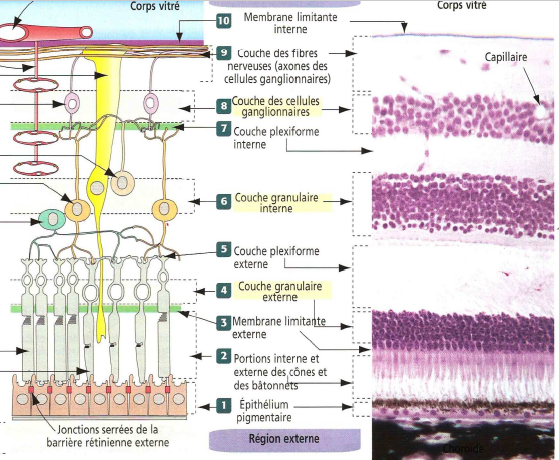 Corps vitré
Corps vitré
10 Membrane limitante
interne
9 Couche des fibres
nerveuses (axones des
cellules ganglionnaires)
Capillaire
8 Couche des cellules
ganglionnaires
7 Couche plexiforme
interne
6 Couche granulaire
interne
5 Couche plexiforme
externe
4 Couche granulaire
externe
3 Membrane limitante
externe
2 Portions interne et
externe des cônes et
des bâtonnets
1 Épithélium
pigmentaire
Jonctions serrées de la
barrière rétinienne externe
Région externe